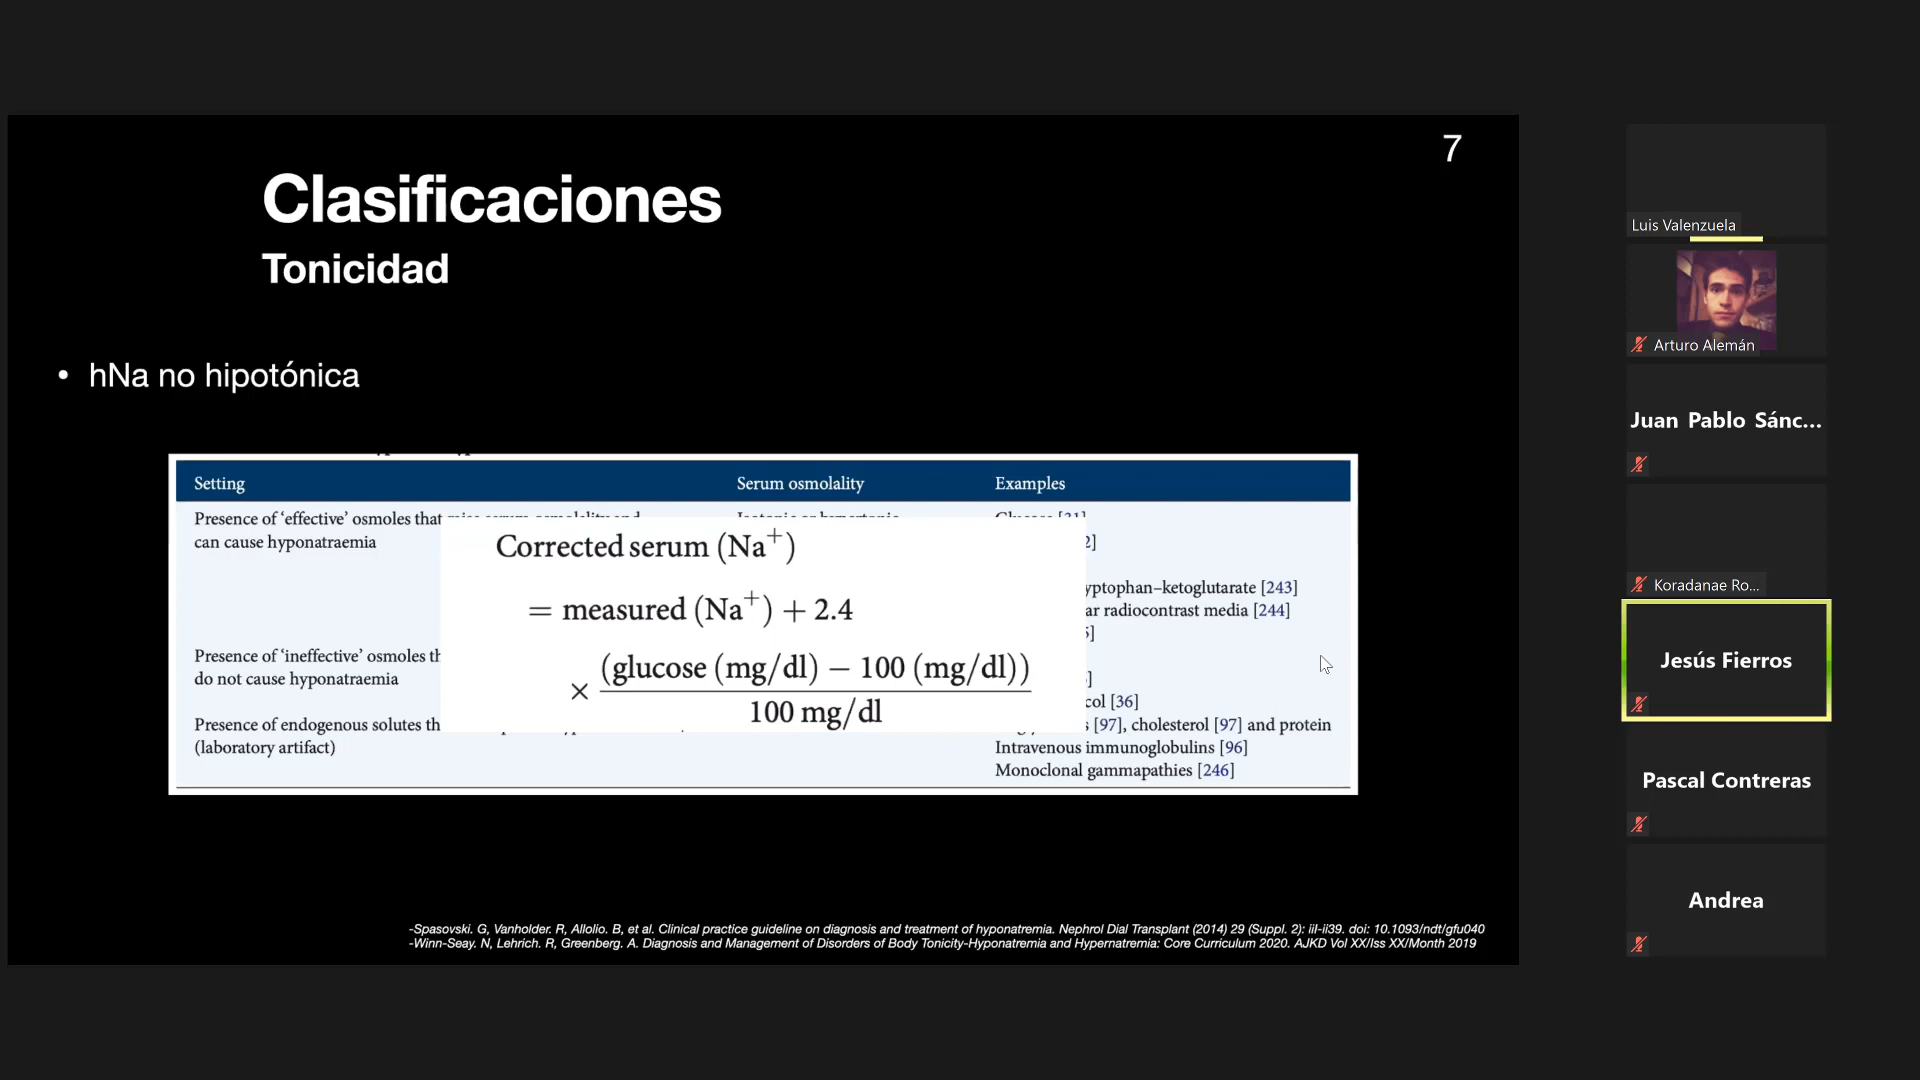 7
Clasificaciones
Tonicidad
• hNa no hipotónica
Setting Serum osmolality Examples
Presence of ‘effective’ osmoles that
can cause hyponatraemia
Presence of ‘ineffective’ osmoles
do not cause hyponatraemia
Presence of endogenous solutes
(laboratory artifact)
Corrected serum (Na⁺)
= measured (Na⁺) + 2.4
× (glucose (mg/dl) − 100 (mg/dl))
100 mg/dl
Glucose [31]
2]
yptophan–ketoglutarate [243]
ar radiocontrast media [244]
5]
]
col [36]
s [97], cholesterol [97] and protein
Intravenous immunoglobulins [96]
Monoclonal gammapathies [246]
-Spasovski. G, Vanholder. R, Allolio. B, et al. Clinical practice guideline on diagnosis and treatment of hyponatremia. Nephrol Dial Transplant (2014) 29 (Suppl. 2): iiI-ii39. doi: 10.1093/ndt/gfu040
-Winn-Seay. N, Lehrich. R, Greenberg. A. Diagnosis and Management of Disorders of Body Tonicity-Hyponatremia and Hypernatremia: Core Curriculum 2020. AJKD Vol XX/Iss XX/Month 2019
Luis Valenzuela
Arturo Alemán
Juan Pablo Sánc...
Koradanae Ro...
Jesús Fierros
Pascal Contreras
Andrea